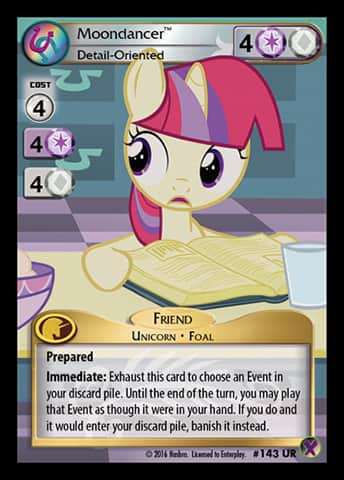 Moondancer™
Detail-Oriented
4
COST
4
4
4
FRIEND
UNICORN • FOAL
Prepared
Immediate: Exhaust this card to choose an Event in
your discard pile. Until the end of the turn, you may play
that Event as though it were in your hand. If you do and
it would enter your discard pile, banish it instead.
© 2016 Hasbro. Licensed to Enterplay. #143 UR